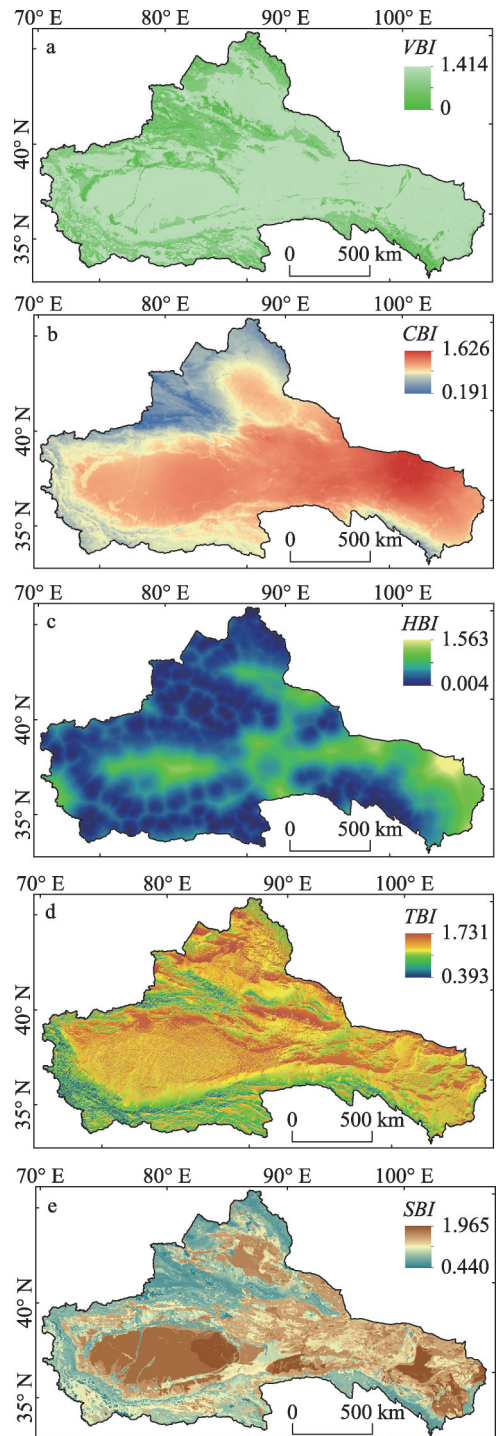 70° E 80° E 90° E 100° E
a
VBI
1.414
0
40° N
35° N
0 500 km
70° E 80° E 90° E 100° E
b
CBI
1.626
0.191
40° N
35° N
0 500 km
70° E 80° E 90° E 100° E
c
HBI
1.563
0.004
40° N
35° N
0 500 km
70° E 80° E 90° E 100° E
d
TBI
1.731
0.393
40° N
35° N
0 500 km
70° E 80° E 90° E 100° E
e
SBI
1.965
0.440
40° N
35° N
0 500 km